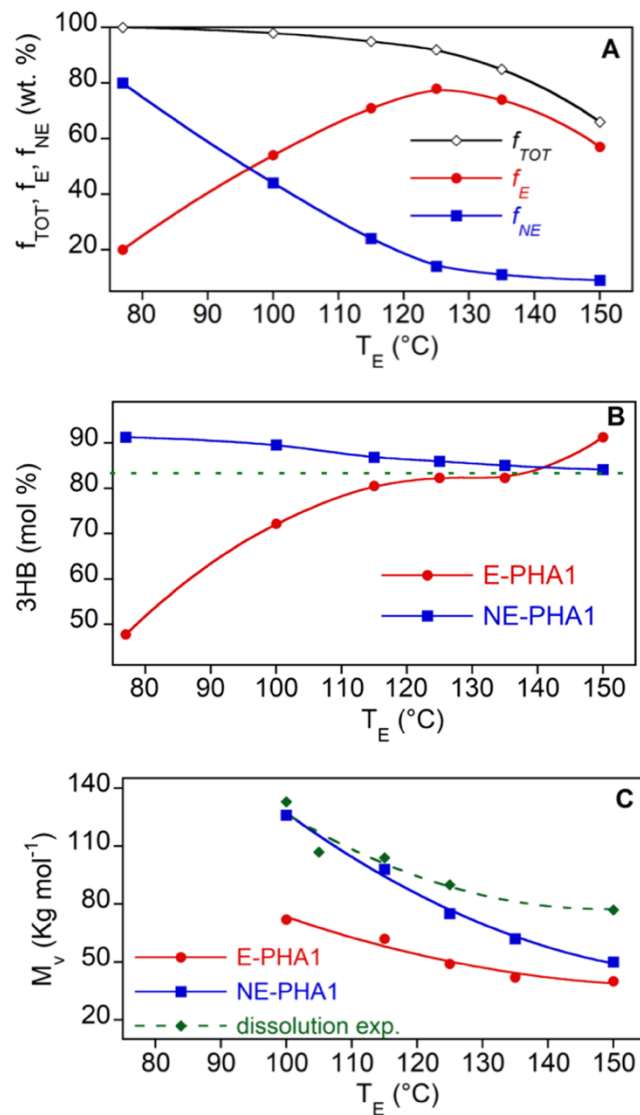 A
f_TOT, f_E, f_NE (wt. %)
100
80
60
40
20
f_TOT
f_E
f_NE
80 90 100 110 120 130 140 150
T_E (°C)
B
3HB (mol %)
90
80
70
60
50
E-PHA1
NE-PHA1
80 90 100 110 120 130 140 150
T_E (°C)
C
M_v (Kg mol⁻¹)
140
110
80
50
20
E-PHA1
NE-PHA1
dissolution exp.
80 90 100 110 120 130 140 150
T_E (°C)